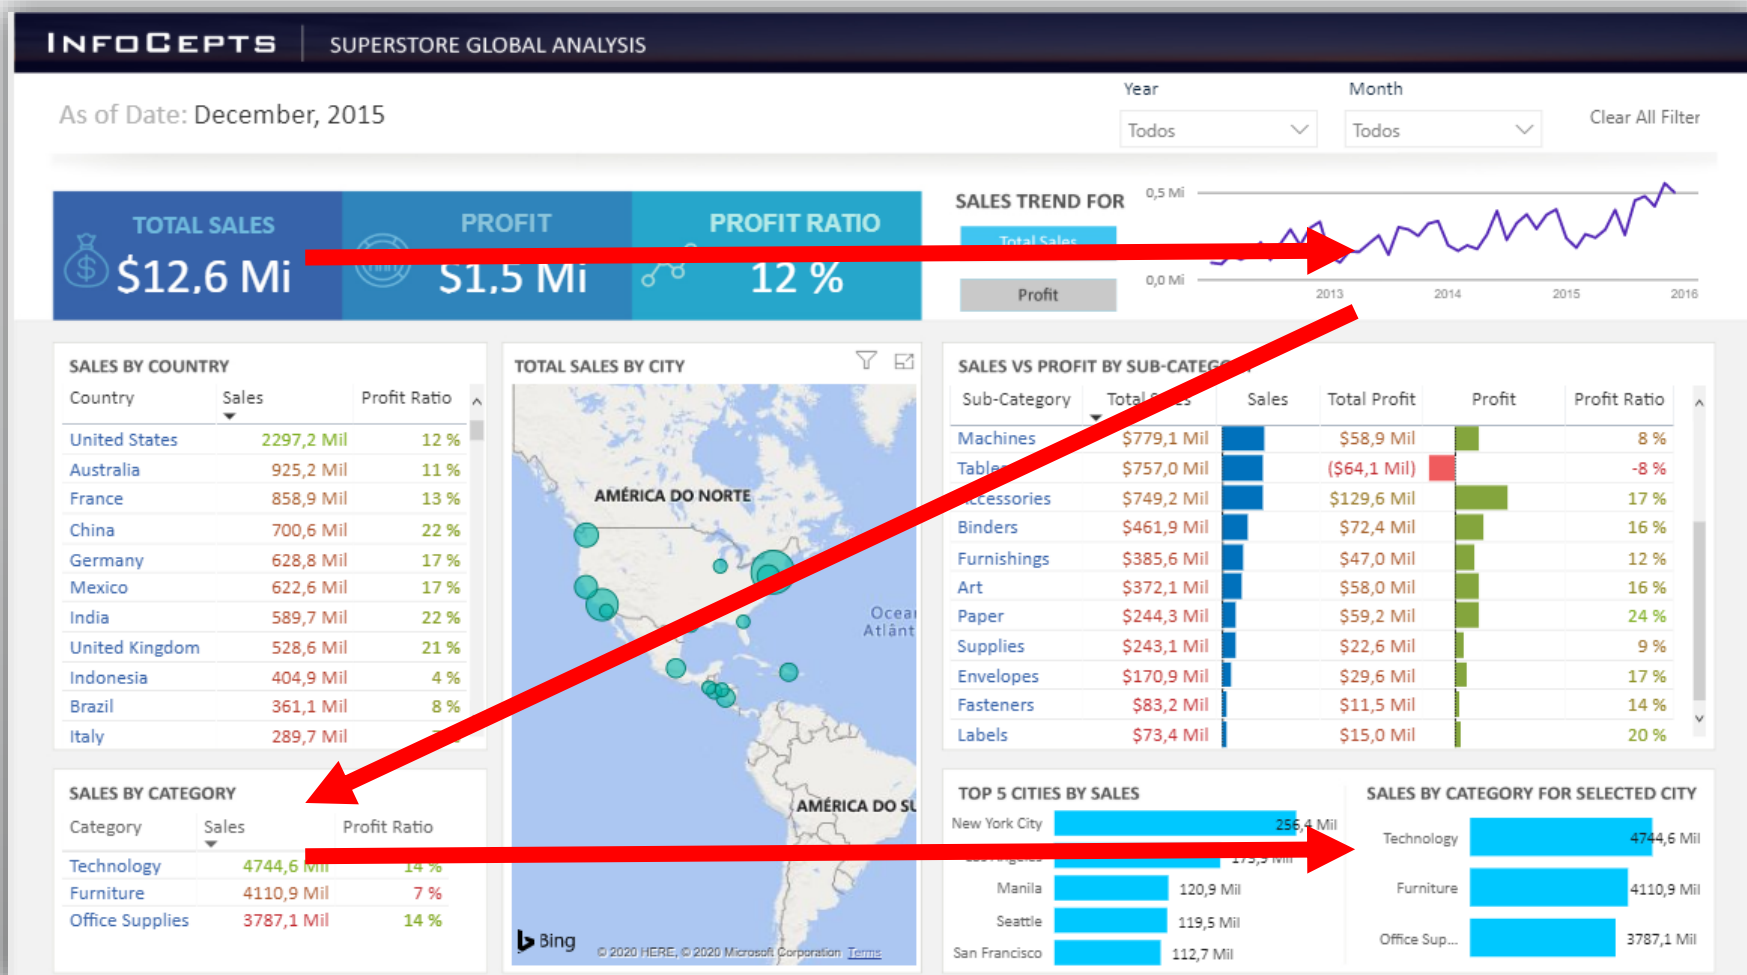 INFOCEPTS
SUPERSTORE GLOBAL ANALYSIS
As of Date: December, 2015
Year
Todos
Month
Todos
Clear All Filter
TOTAL SALES
$12,6 Mi
PROFIT
$1,5 Mi
PROFIT RATIO
12 %
SALES TREND FOR
Total Sales
Profit
0,5 Mi
0,0 Mi
2013 2014 2015 2016
SALES BY COUNTRY
Country Sales Profit Ratio
United States 2297,2 Mil 12 %
Australia 925,2 Mil 11 %
France 858,9 Mil 13 %
China 700,6 Mil 22 %
Germany 628,8 Mil 17 %
Mexico 622,6 Mil 17 %
India 589,7 Mil 22 %
United Kingdom 528,6 Mil 21 %
Indonesia 404,9 Mil 4 %
Brazil 361,1 Mil 8 %
Italy 289,7 Mil
TOTAL SALES BY CITY
AMÉRICA DO NORTE
Ocea
Atlânt
AMÉRICA DO SU
Bing
© 2020 HERE, © 2020 Microsoft Corporation Terms
SALES VS PROFIT BY SUB-CATEG
Sub-Category Total Sales Sales Total Profit Profit Profit Ratio
Machines $779,1 Mil $58,9 Mil 8 %
Tables $757,0 Mil ($64,1 Mil) -8 %
Accessories $749,2 Mil $129,6 Mil 17 %
Binders $461,9 Mil $72,4 Mil 16 %
Furnishings $385,6 Mil $47,0 Mil 12 %
Art $372,1 Mil $58,0 Mil 16 %
Paper $244,3 Mil $59,2 Mil 24 %
Supplies $243,1 Mil $22,6 Mil 9 %
Envelopes $170,9 Mil $29,6 Mil 17 %
Fasteners $83,2 Mil $11,5 Mil 14 %
Labels $73,4 Mil $15,0 Mil 20 %
SALES BY CATEGORY
Category Sales Profit Ratio
Technology 4744,6 Mil 14 %
Furniture 4110,9 Mil 7 %
Office Supplies 3787,1 Mil 14 %
TOP 5 CITIES BY SALES
New York City 256,4 Mil
Los Angeles Mil
Manila 120,9 Mil
Seattle 119,5 Mil
San Francisco 112,7 Mil
SALES BY CATEGORY FOR SELECTED CITY
Technology 4744,6 Mil
Furniture 4110,9 Mil
Office Sup... 3787,1 Mil